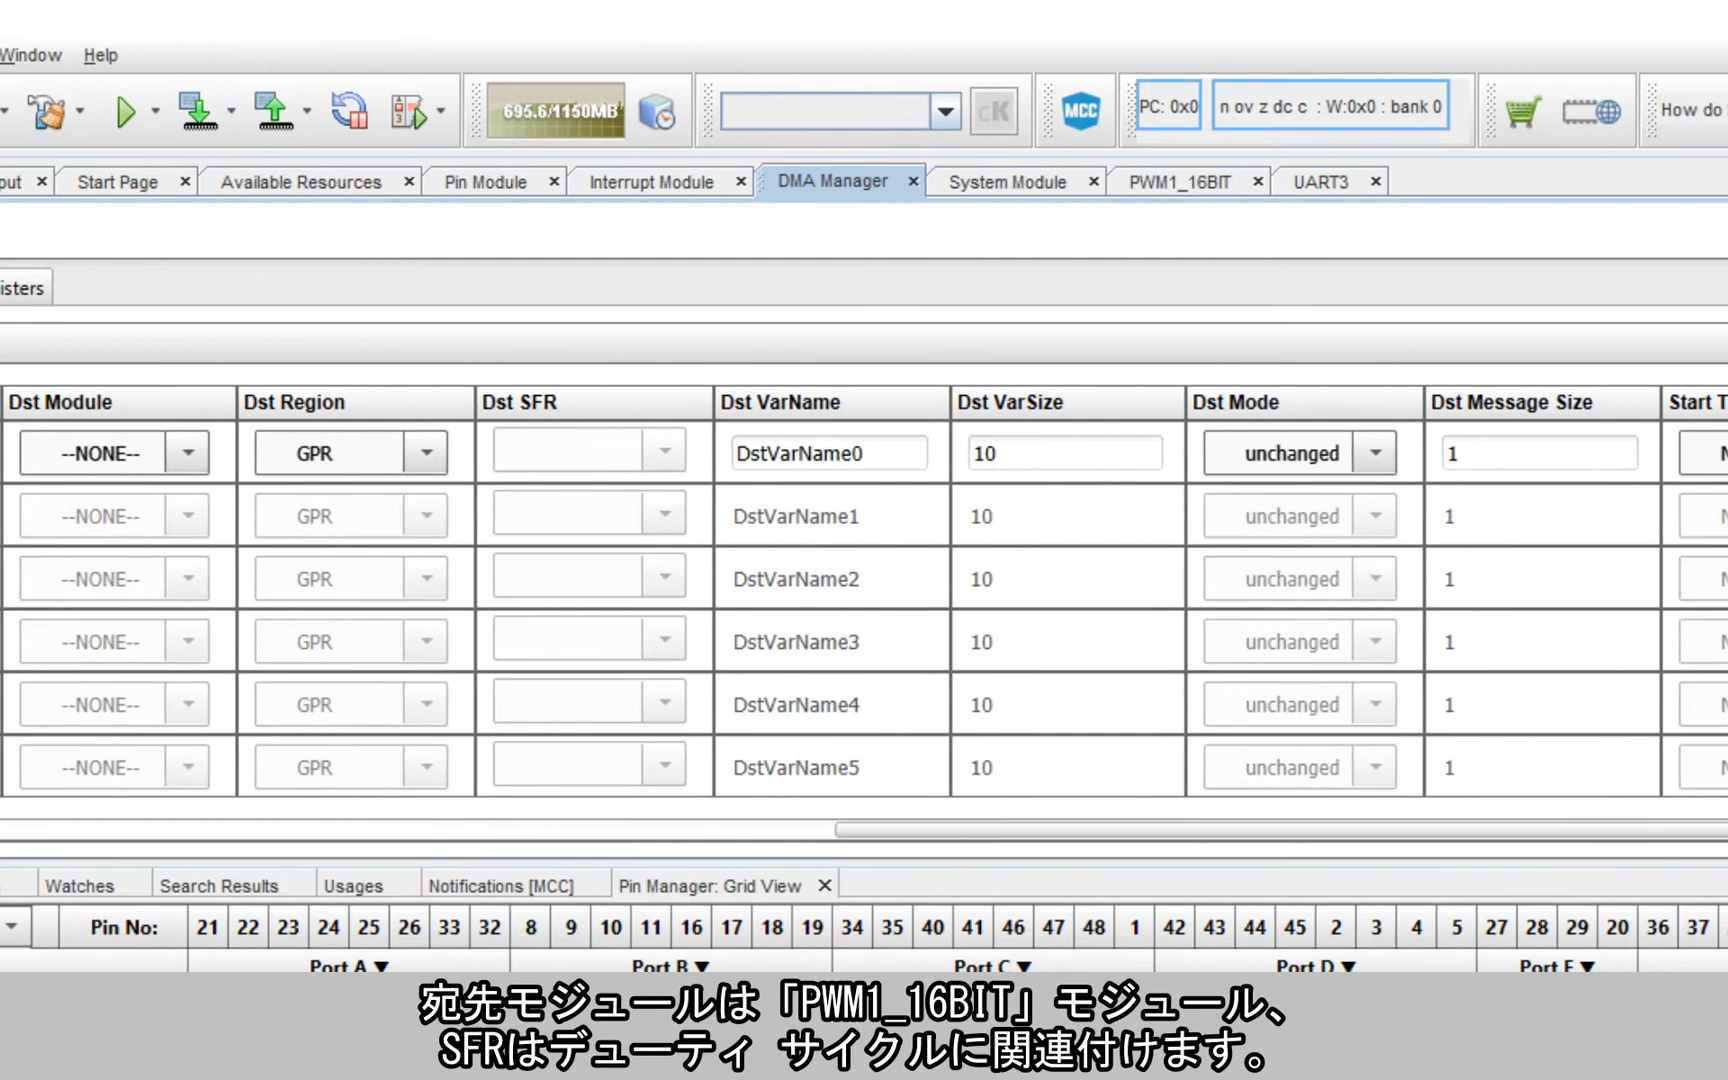 Window Help
695.6/1150MB cK MCC PC: 0x0 n ov z dc c : W:0x0 : bank 0 How do
put Start Page Available Resources Pin Module Interrupt Module DMA Manager System Module PWM1_16BIT UART3
isters
Dst Module Dst Region Dst SFR Dst VarName Dst VarSize Dst Mode Dst Message Size Start T
--NONE-- GPR DstVarName0 10 unchanged 1 N
--NONE-- GPR DstVarName1 10 unchanged 1 N
--NONE-- GPR DstVarName2 10 unchanged 1 N
--NONE-- GPR DstVarName3 10 unchanged 1 N
--NONE-- GPR DstVarName4 10 unchanged 1 N
--NONE-- GPR DstVarName5 10 unchanged 1 N
Watches Search Results Usages Notifications [MCC] Pin Manager: Grid View
Pin No: 21 22 23 24 25 26 33 32 8 9 10 11 16 17 18 19 34 35 40 41 46 47 48 1 42 43 44 45 2 3 4 5 27 28 29 20 36 37
Port A ▼ Port B ▼ Port C ▼ Port D ▼ Port E ▼
宛先モジュールは「PWM1_16BIT」モジュール、
SFRはデューティ サイクルに関連付けます。